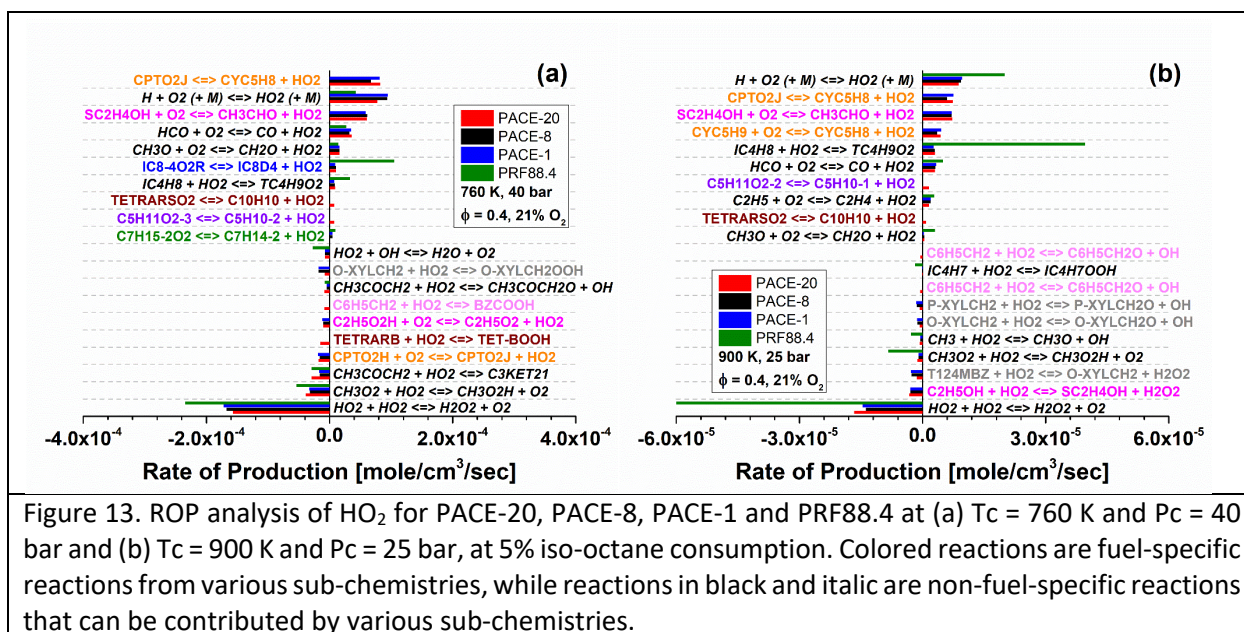 (a)
CPTO2J <=> CYC5H8 + HO2
H + O2 (+ M) <=> HO2 (+ M)
SC2H4OH + O2 <=> CH3CHO + HO2
HCO + O2 <=> CO + HO2
CH3O + O2 <=> CH2O + HO2
IC8-4O2R <=> IC8D4 + HO2
IC4H8 + HO2 <=> TC4H9O2
TETRARSO2 <=> C10H10 + HO2
C5H11O2-3 <=> C5H10-2 + HO2
C7H15-2O2 <=> C7H14-2 + HO2
PACE-20
PACE-8
PACE-1
PRF88.4
760 K, 40 bar
ϕ = 0.4, 21% O2
HO2 + OH <=> H2O + O2
O-XYLCH2 + HO2 <=> O-XYLCH2OOH
CH3COCH2 + HO2 <=> CH3COCH2O + OH
C6H5CH2 + HO2 <=> BZCOOH
C2H5O2H + O2 <=> C2H5O2 + HO2
TETRARB + HO2 <=> TET-BOOH
CPTO2H + O2 <=> CPTO2J + HO2
CH3COCH2 + HO2 <=> C3KET21
CH3O2 + HO2 <=> CH3O2H + O2
HO2 + HO2 <=> H2O2 + O2
-4.0x10-4 -2.0x10-4 0.0 2.0x10-4 4.0x10-4
Rate of Production [mole/cm3/sec]
(b)
H + O2 (+ M) <=> HO2 (+ M)
CPTO2J <=> CYC5H8 + HO2
SC2H4OH + O2 <=> CH3CHO + HO2
CYC5H9 + O2 <=> CYC5H8 + HO2
IC4H8 + HO2 <=> TC4H9O2
HCO + O2 <=> CO + HO2
C5H11O2-2 <=> C5H10-1 + HO2
C2H5 + O2 <=> C2H4 + HO2
TETRARSO2 <=> C10H10 + HO2
CH3O + O2 <=> CH2O + HO2
C6H5CH2 + HO2 <=> C6H5CH2O + OH
IC4H7 + HO2 <=> IC4H7OOH
C6H5CH2 + HO2 <=> C6H5CH2O + OH
P-XYLCH2 + HO2 <=> P-XYLCH2O + OH
O-XYLCH2 + HO2 <=> O-XYLCH2O + OH
CH3 + HO2 <=> CH3O + OH
CH3O2 + HO2 <=> CH3O2H + O2
T124MBZ + HO2 <=> O-XYLCH2 + H2O2
C2H5OH + HO2 <=> SC2H4OH + H2O2
HO2 + HO2 <=> H2O2 + O2
PACE-20
PACE-8
PACE-1
PRF88.4
900 K, 25 bar
ϕ = 0.4, 21% O2
-6.0x10-5 -3.0x10-5 0.0 3.0x10-5 6.0x10-5
Rate of Production [mole/cm3/sec]
Figure 13. ROP analysis of HO2 for PACE-20, PACE-8, PACE-1 and PRF88.4 at (a) Tc = 760 K and Pc = 40
bar and (b) Tc = 900 K and Pc = 25 bar, at 5% iso-octane consumption. Colored reactions are fuel-specific
reactions from various sub-chemistries, while reactions in black and italic are non-fuel-specific reactions
that can be contributed by various sub-chemistries.